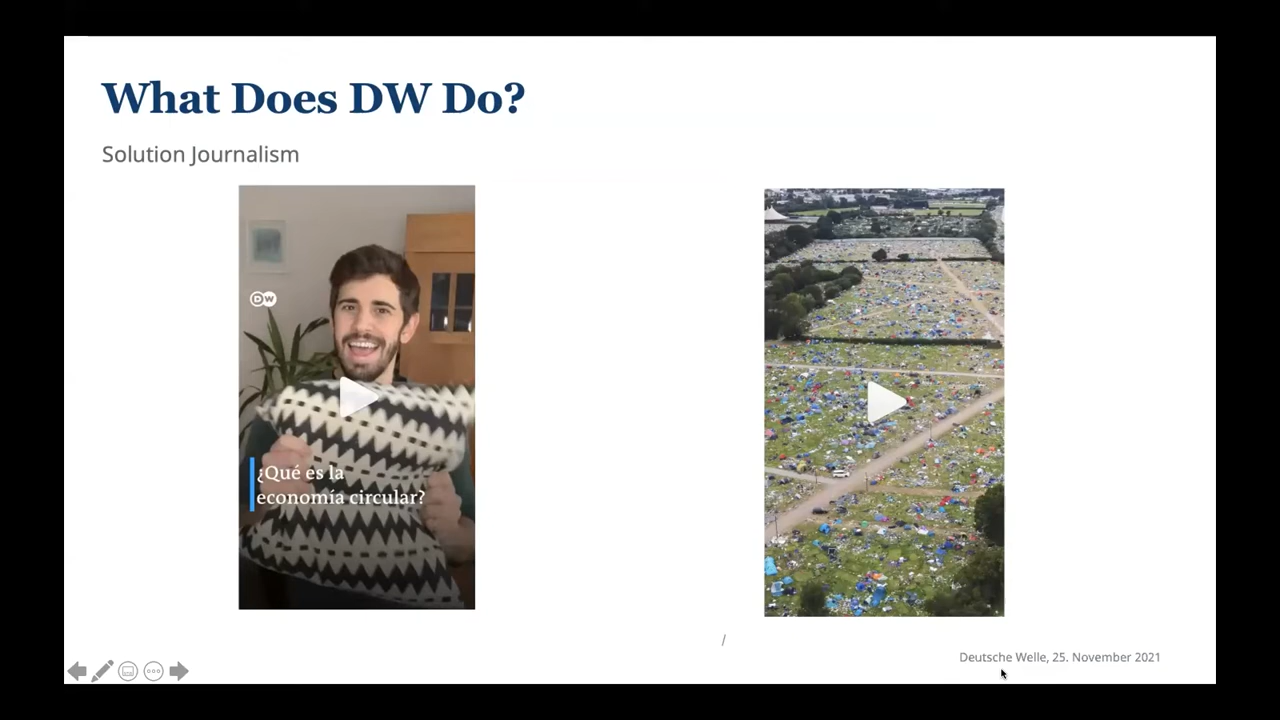 What Does DW Do?
Solution Journalism
DW
¿Qué es la
economía circular?
/
Deutsche Welle, 25. November 2021